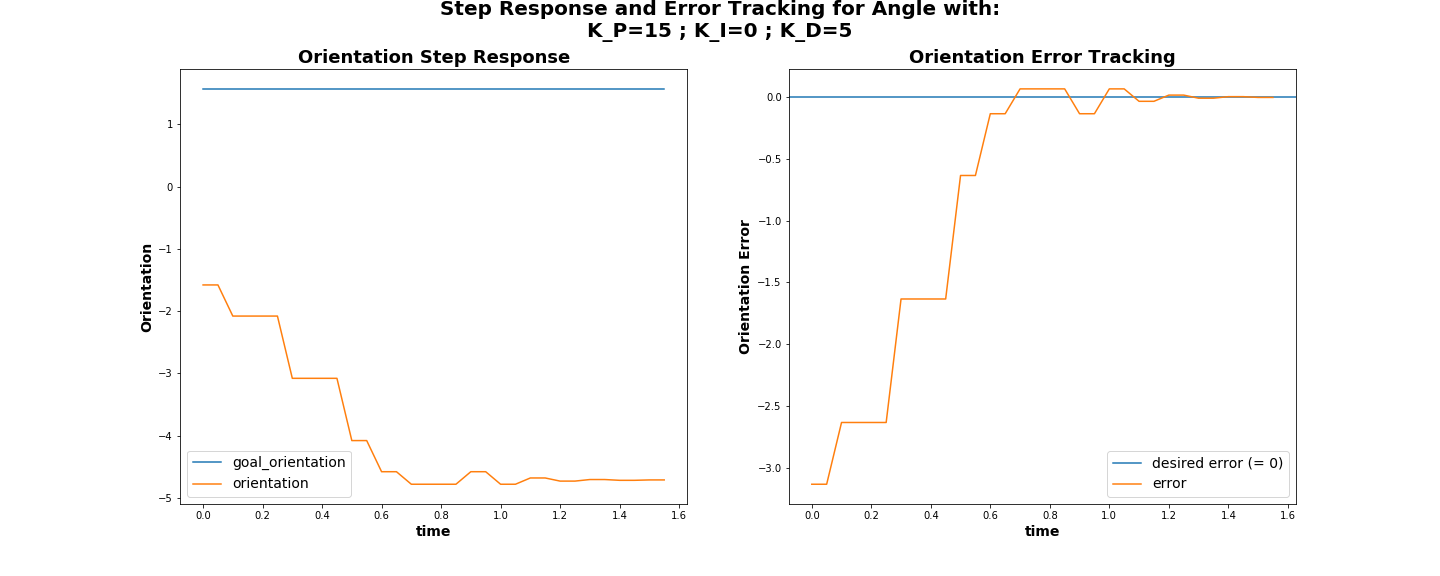 Step Response and Error Tracking for Angle with:
K_P=15 ; K_I=0 ; K_D=5
Orientation Step Response
Orientation
1
0
−1
−2
−3
−4
−5
goal_orientation
orientation
0.0 0.2 0.4 0.6 0.8 1.0 1.2 1.4 1.6
time
Orientation Error Tracking
Orientation Error
0.0
−0.5
−1.0
−1.5
−2.0
−2.5
−3.0
desired error (= 0)
error
0.0 0.2 0.4 0.6 0.8 1.0 1.2 1.4 1.6
time